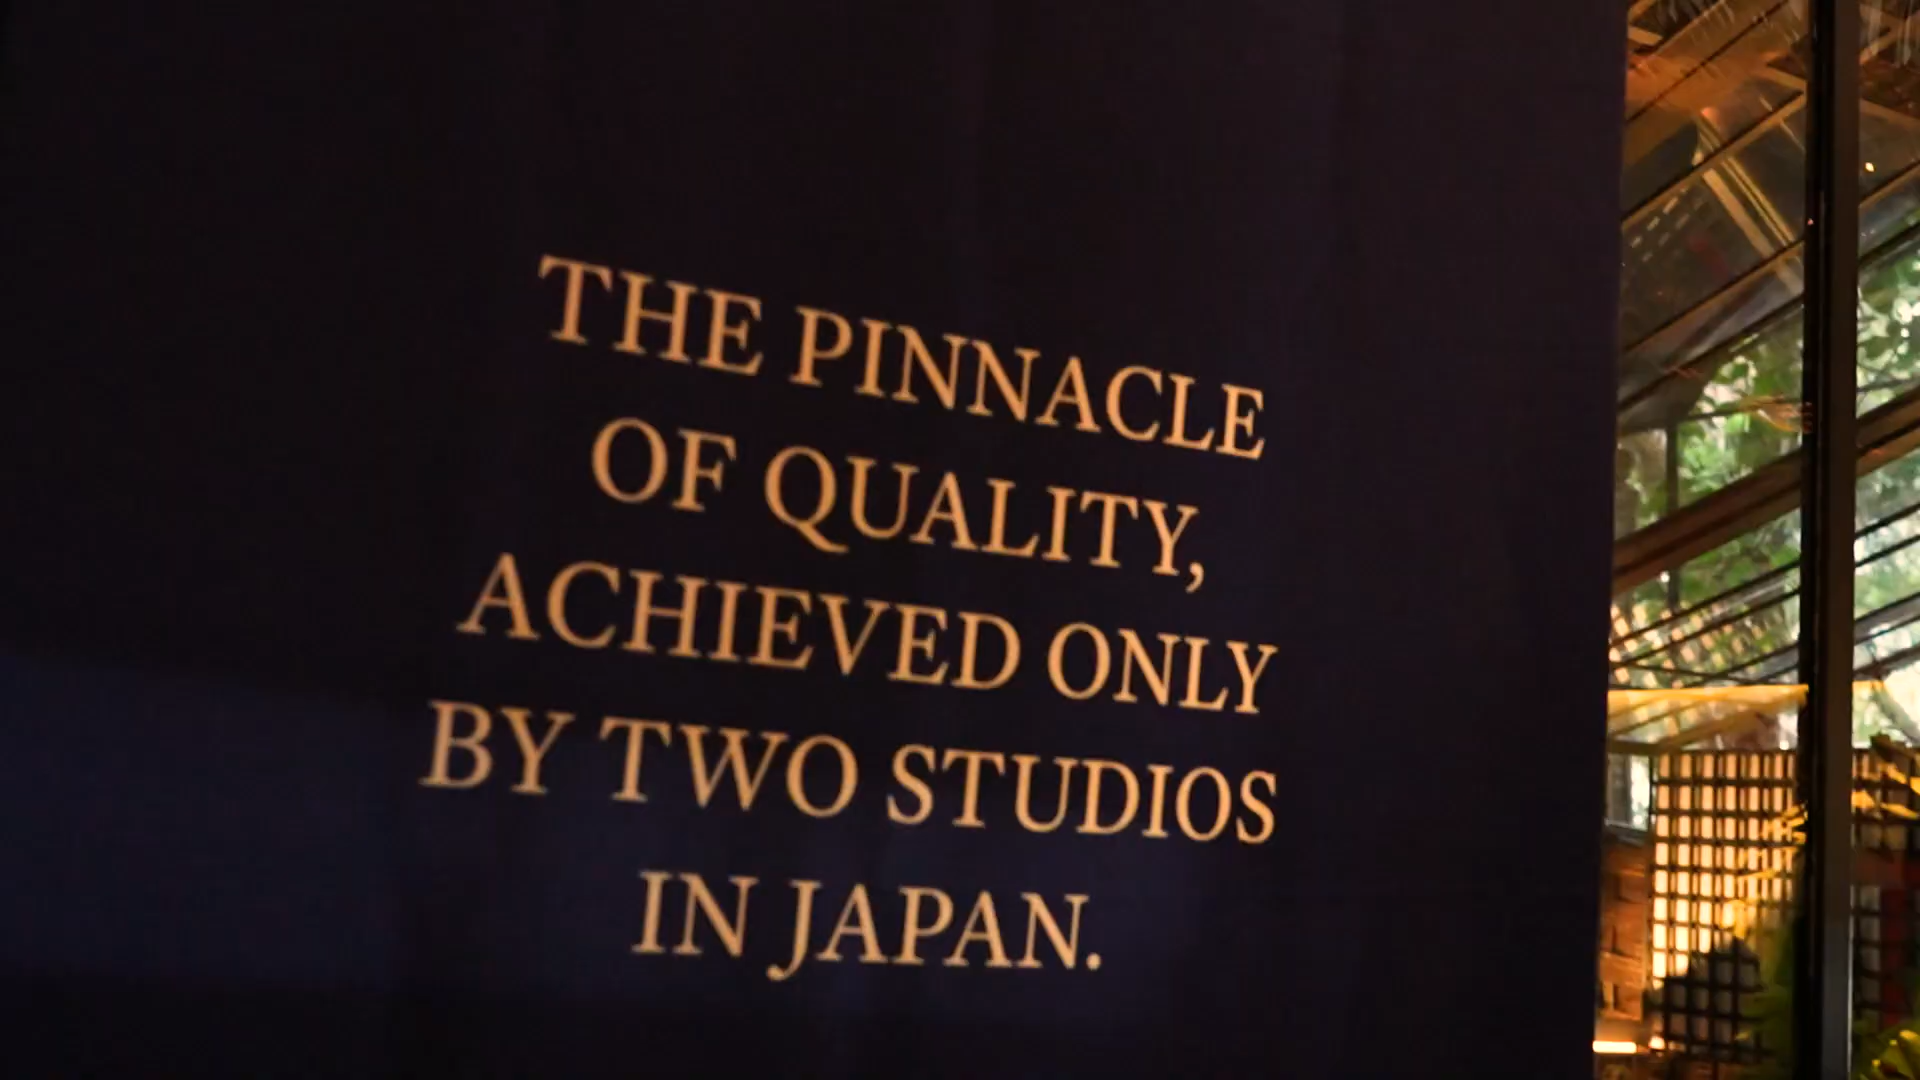 THE PINNACLE
OF QUALITY,
ACHIEVED ONLY
BY TWO STUDIOS
IN JAPAN.